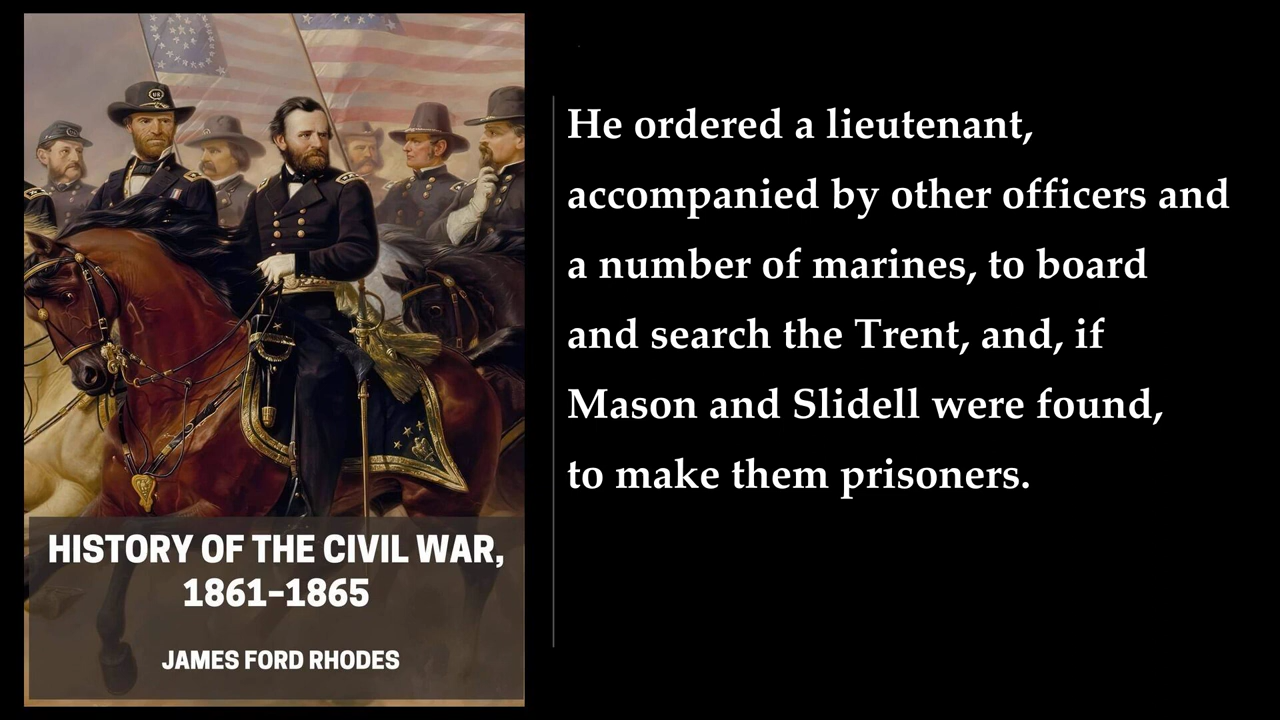 HISTORY OF THE CIVIL WAR,
1861–1865
JAMES FORD RHODES
He ordered a lieutenant,
accompanied by other officers and
a number of marines, to board
and search the Trent, and, if
Mason and Slidell were found,
to make them prisoners.